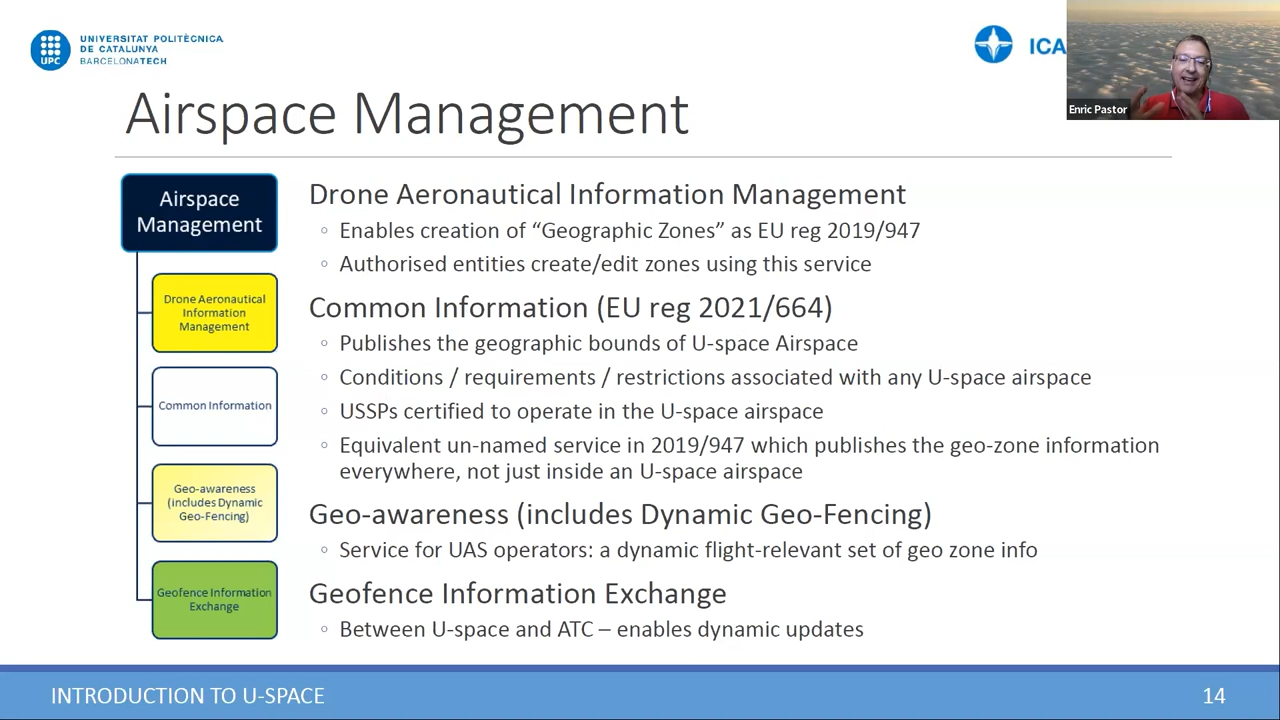 UNIVERSITAT POLITÈCNICA
DE CATALUNYA
BARCELONATECH
UPC
ICA
Enric Pastor
Airspace Management
Airspace
Management
Drone Aeronautical
Information
Management
Common Information
Geo-awareness
(includes Dynamic
Geo-Fencing)
Geofence Information
Exchange
Drone Aeronautical Information Management
◦ Enables creation of “Geographic Zones” as EU reg 2019/947
◦ Authorised entities create/edit zones using this service
Common Information (EU reg 2021/664)
◦ Publishes the geographic bounds of U-space Airspace
◦ Conditions / requirements / restrictions associated with any U-space airspace
◦ USSPs certified to operate in the U-space airspace
◦ Equivalent un-named service in 2019/947 which publishes the geo-zone information
everywhere, not just inside an U-space airspace
Geo-awareness (includes Dynamic Geo-Fencing)
◦ Service for UAS operators: a dynamic flight-relevant set of geo zone info
Geofence Information Exchange
◦ Between U-space and ATC – enables dynamic updates
INTRODUCTION TO U-SPACE
14